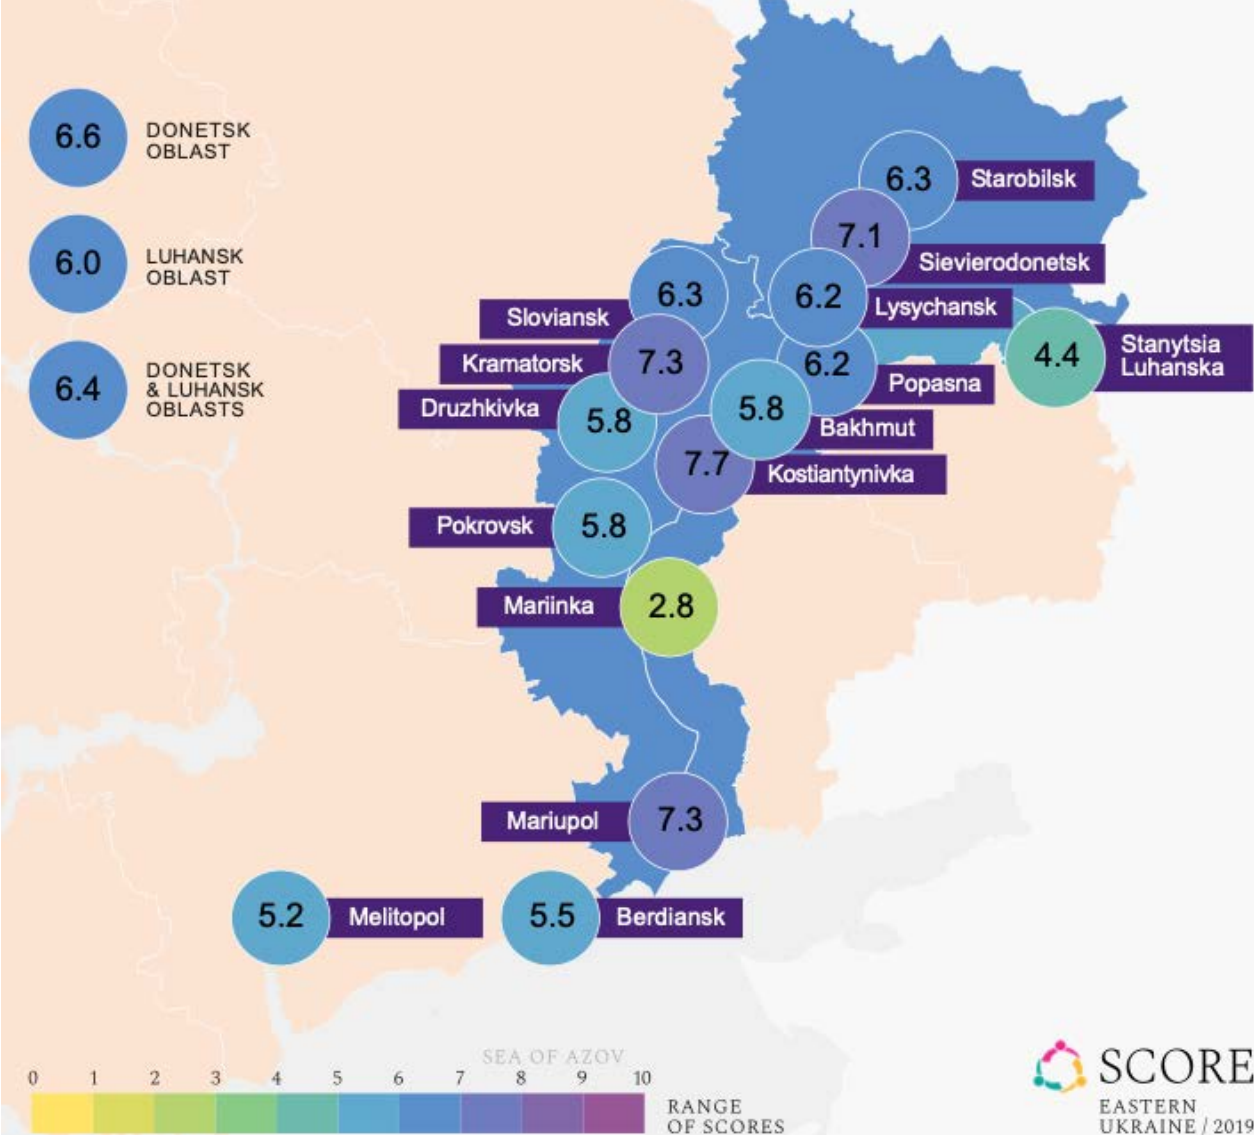 6.6
DONETSK
OBLAST
6.0
LUHANSK
OBLAST
6.4
DONETSK
& LUHANSK
OBLASTS
6.3
Starobilsk
7.1
Sievierodonetsk
6.3
Sloviansk
6.2
Lysychansk
4.4
Stanytsia
Luhanska
7.3
Kramatorsk
6.2
Popasna
5.8
Druzhkivka
5.8
Bakhmut
7.7
Kostiantynivka
5.8
Pokrovsk
2.8
Mariinka
7.3
Mariupol
5.2
Melitopol
5.5
Berdiansk
SEA OF AZOV
0 1 2 3 4 5 6 7 8 9 10
RANGE
OF SCORES
SCORE
EASTERN
UKRAINE / 2019